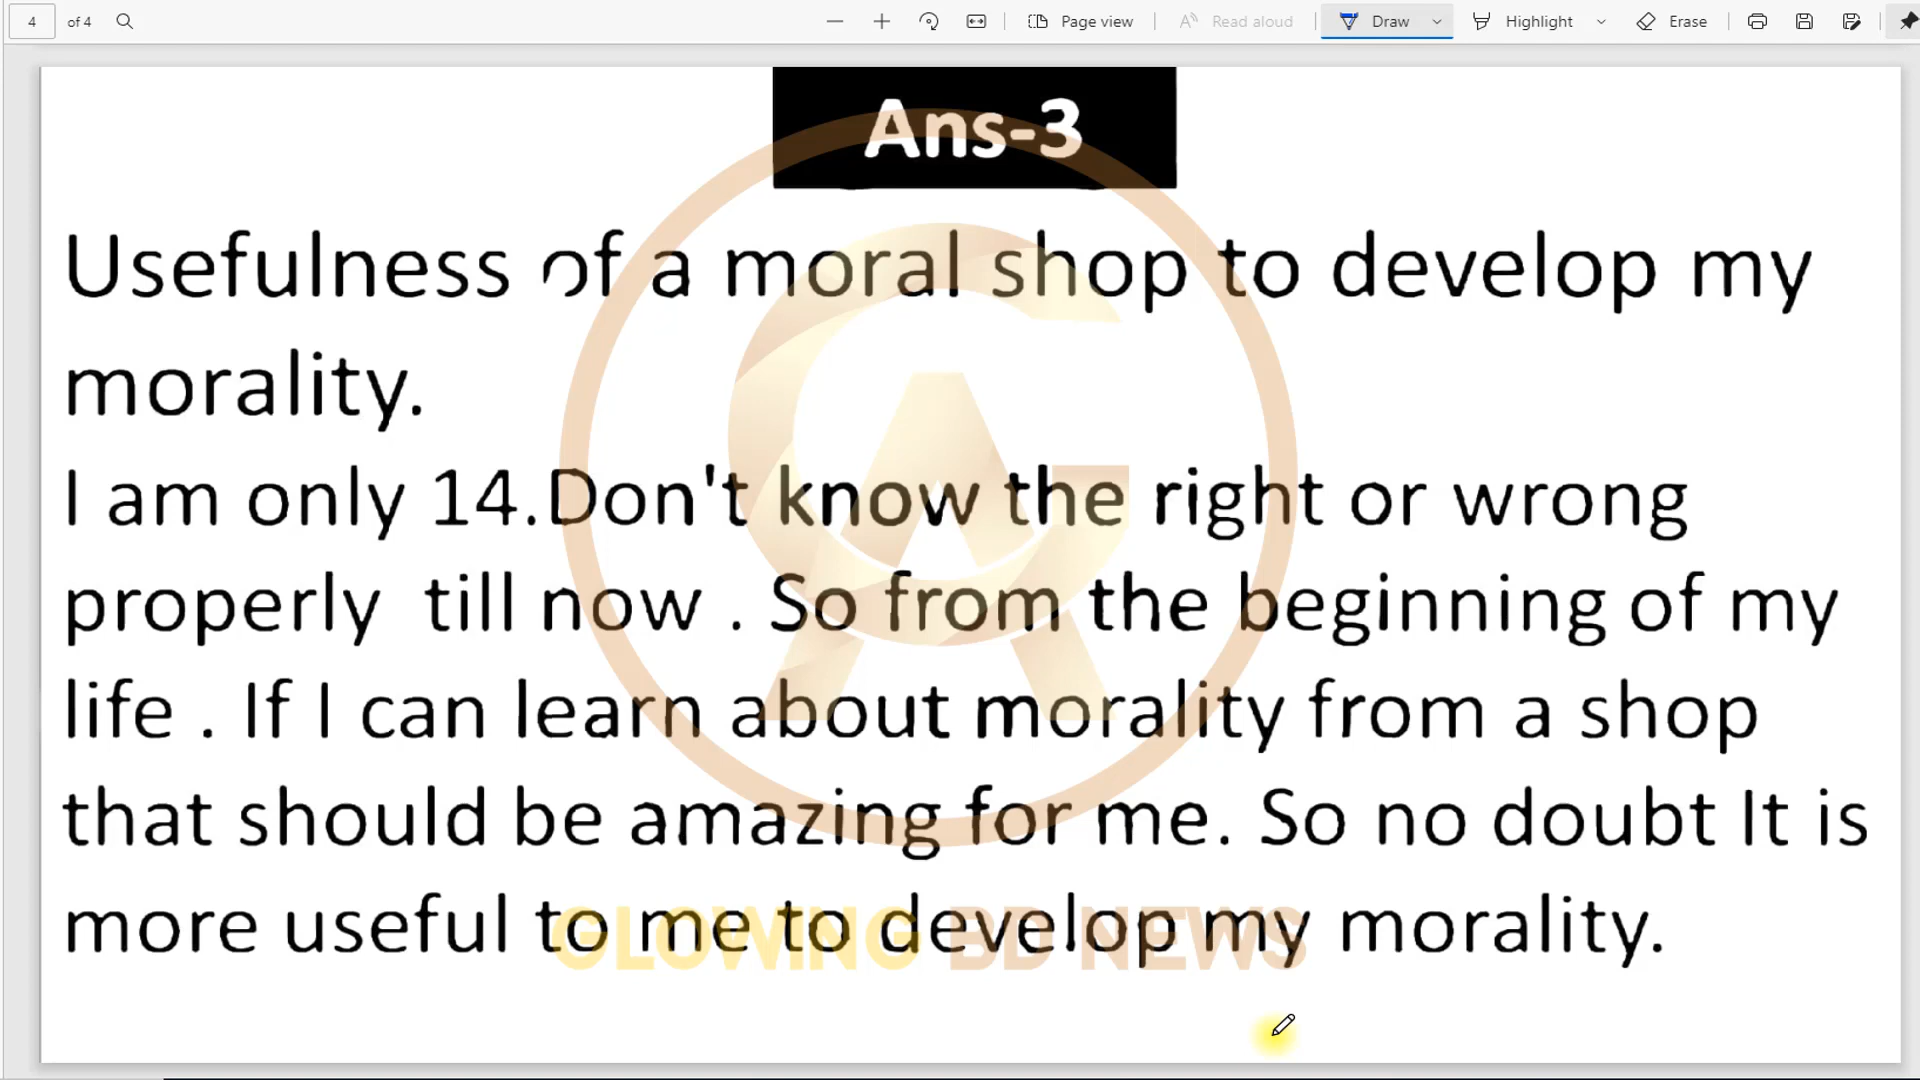 4 of 4 Page view Read aloud Draw Highlight Erase
Ans-3
Usefulness of a moral shop to develop my
morality.
I am only 14.Don't know the right or wrong
properly till now . So from the beginning of my
life . If I can learn about morality from a shop
that should be amazing for me. So no doubt It is
more useful to me to develop my morality.
GLOWING BD NEWS